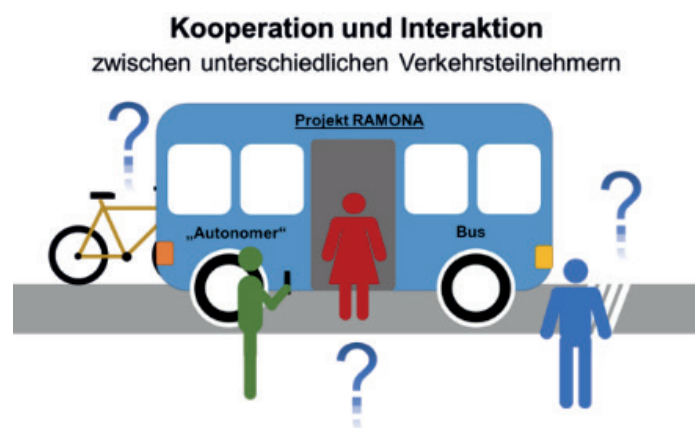 Kooperation und Interaktion
zwischen unterschiedlichen Verkehrsteilnehmern
?
Projekt RAMONA
?
„Autonomer“ Bus
?